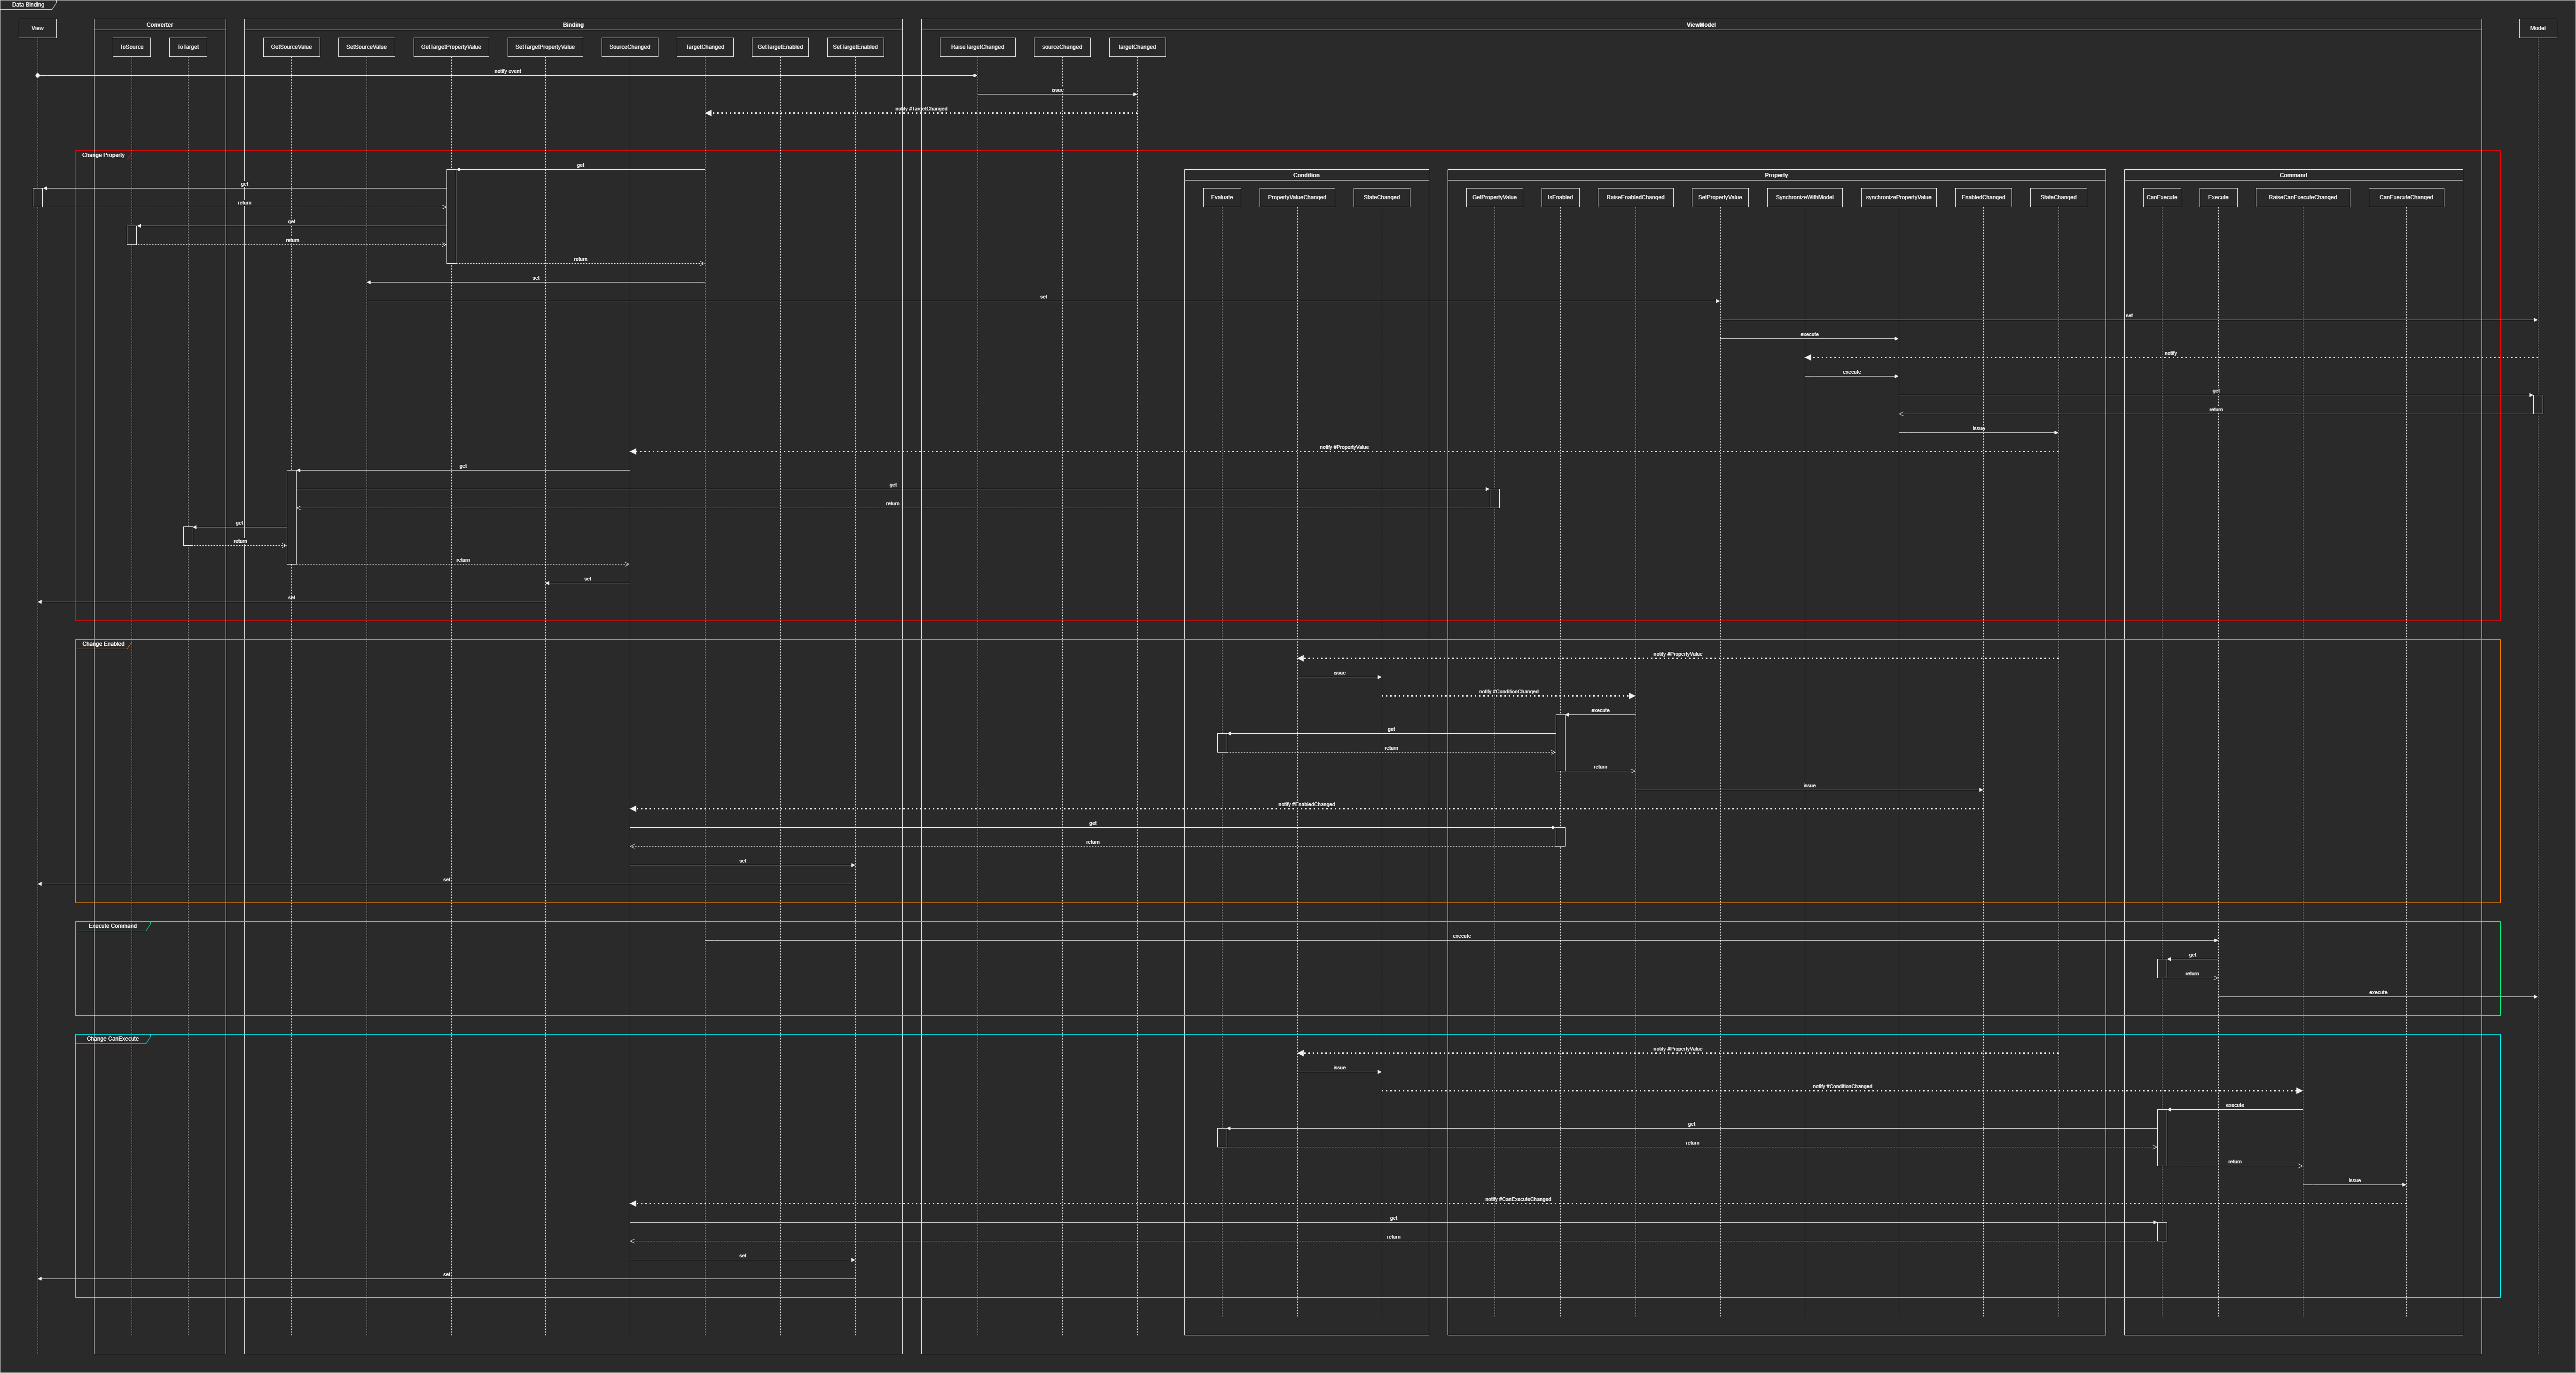 Data Binding
View
Converter
Binding
ViewModel
Model
ToSource
ToTarget
GetSourceValue
SetSourceValue
GetTargetPropertyValue
SetTargetPropertyValue
SourceChanged
TargetChanged
GetTargetEnabled
SetTargetEnabled
RaiseTargetChanged
sourceChanged
targetChanged
notify event
issue
notify #TargetChanged
Change Property
get
Condition
Property
Command
get
Evaluate
PropertyValueChanged
StateChanged
GetPropertyValue
IsEnabled
RaiseEnabledChanged
SetPropertyValue
SynchronizeWithModel
synchronizePropertyValue
EnabledChanged
StateChanged
CanExecute
Execute
RaiseCanExecuteChanged
CanExecuteChanged
return
get
return
return
set
set
set
execute
notify
execute
get
return
issue
notify #PropertyValue
get
get
return
get
return
return
set
set
Change Enabled
notify #PropertyValue
issue
notify #ConditionChanged
execute
get
return
return
issue
notify #EnabledChanged
get
return
set
set
Execute Command
execute
get
return
execute
Change CanExecute
notify #PropertyValue
issue
notify #ConditionChanged
execute
get
return
return
issue
notify #CanExecuteChanged
get
return
set
set